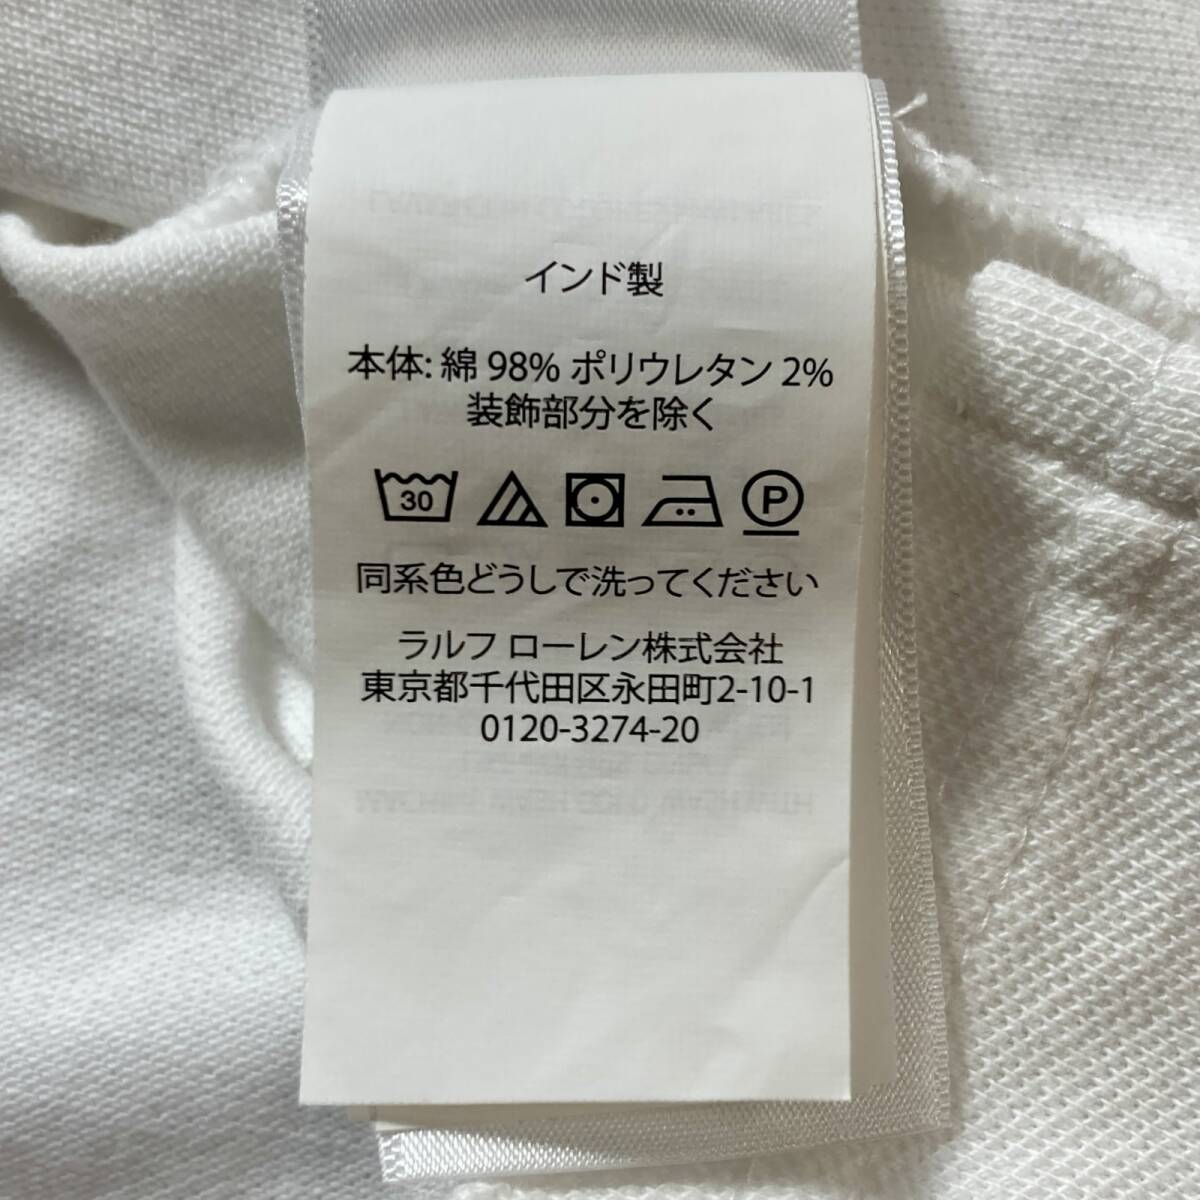 インド製
本体: 綿 98% ポリウレタン 2%
装飾部分を除く
30 P
同系色どうしで洗ってください
ラルフ ローレン株式会社
東京都千代田区永田町2-10-1
0120-3274-20